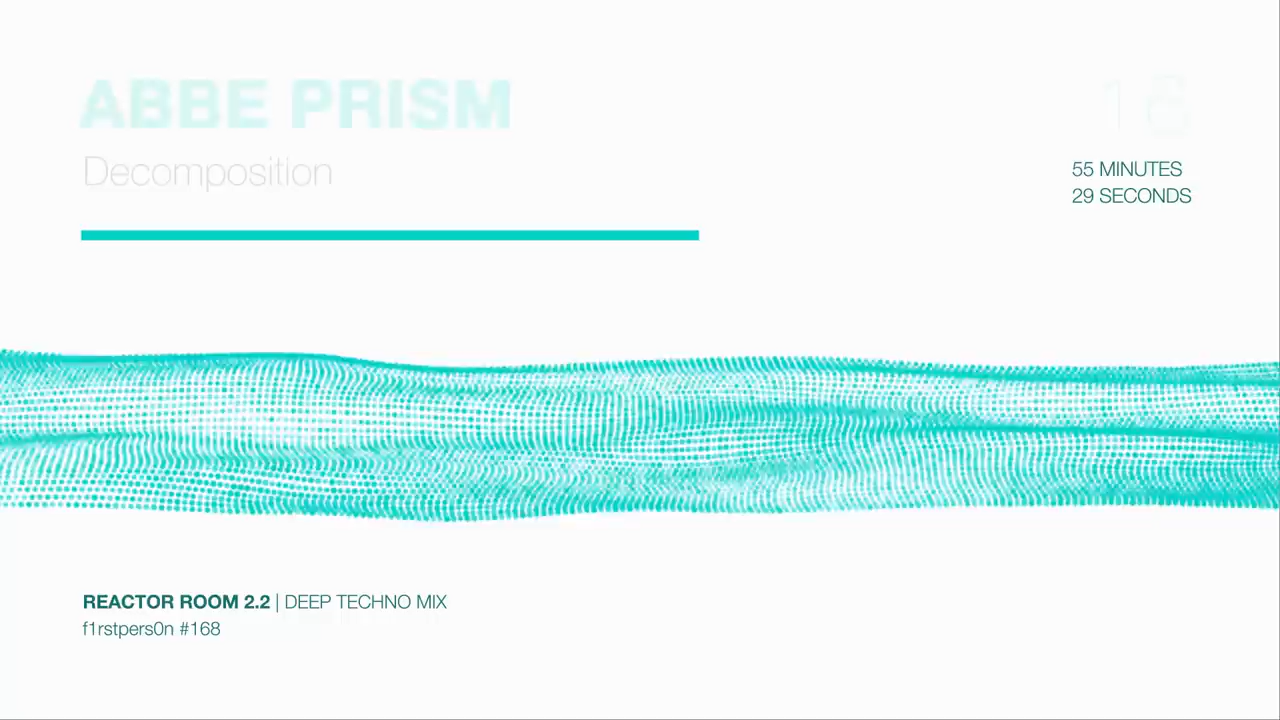 ABBE PRISM
Decomposition
55 MINUTES
29 SECONDS
REACTOR ROOM 2.2 | DEEP TECHNO MIX
f1rstpers0n #168